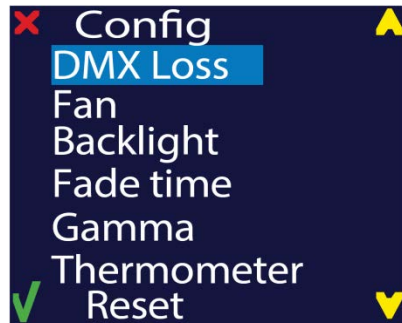 Config
DMX Loss
Fan
Backlight
Fade time
Gamma
Thermometer
Reset